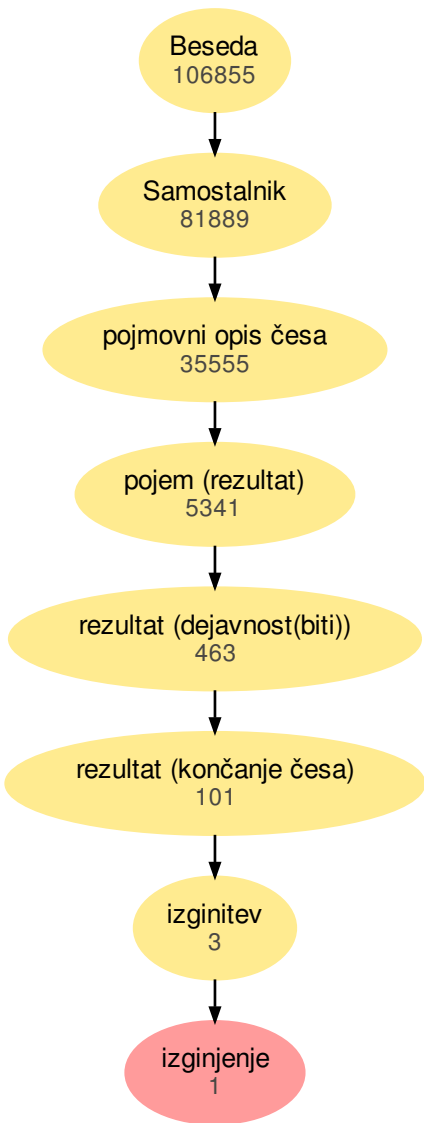 Beseda
106855
Samostalnik
81889
pojmovni opis česa
35555
pojem (rezultat)
5341
rezultat (dejavnost(biti))
463
rezultat (končanje česa)
101
izginitev
3
izginjenje
1